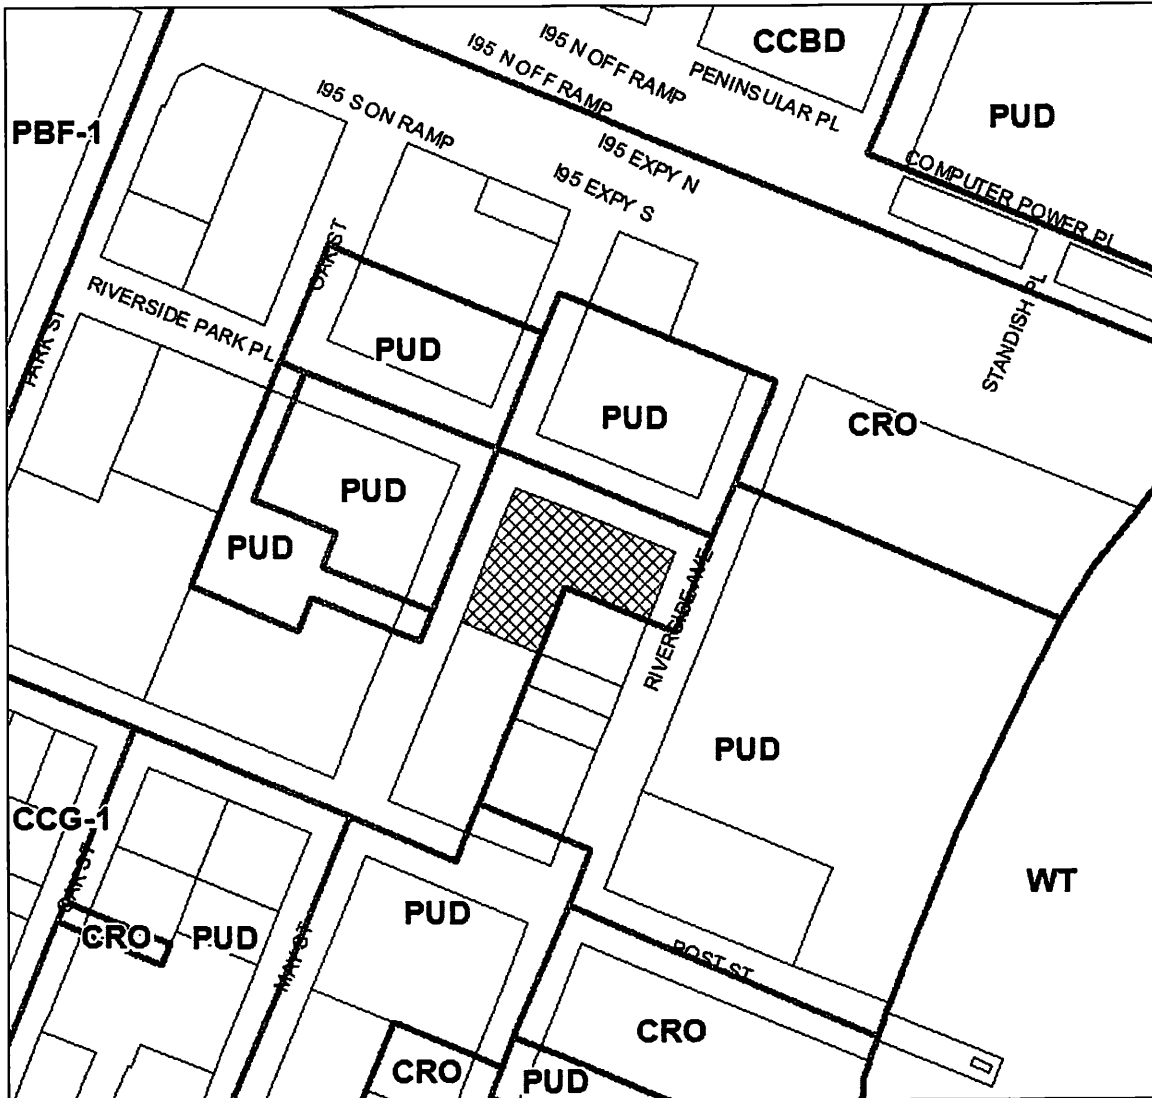 I95 N OFF RAMP
I95 N OFF RAMP
CCBD
PENINSULAR PL
PUD
I95 S ON RAMP
PBF-1
I95 EXPY N
I95 EXPY S
COMPUTER POWER PL
OAK ST
STANDISH PL
RIVERSIDE PARK PL
PARK ST
PUD
PUD
CRO
PUD
PUD
RIVERSIDE AVE
PUD
CCG-1
OAK ST
WT
PUD
CRO
PUD
MAY ST
POST ST
CRO
CRO
PUD